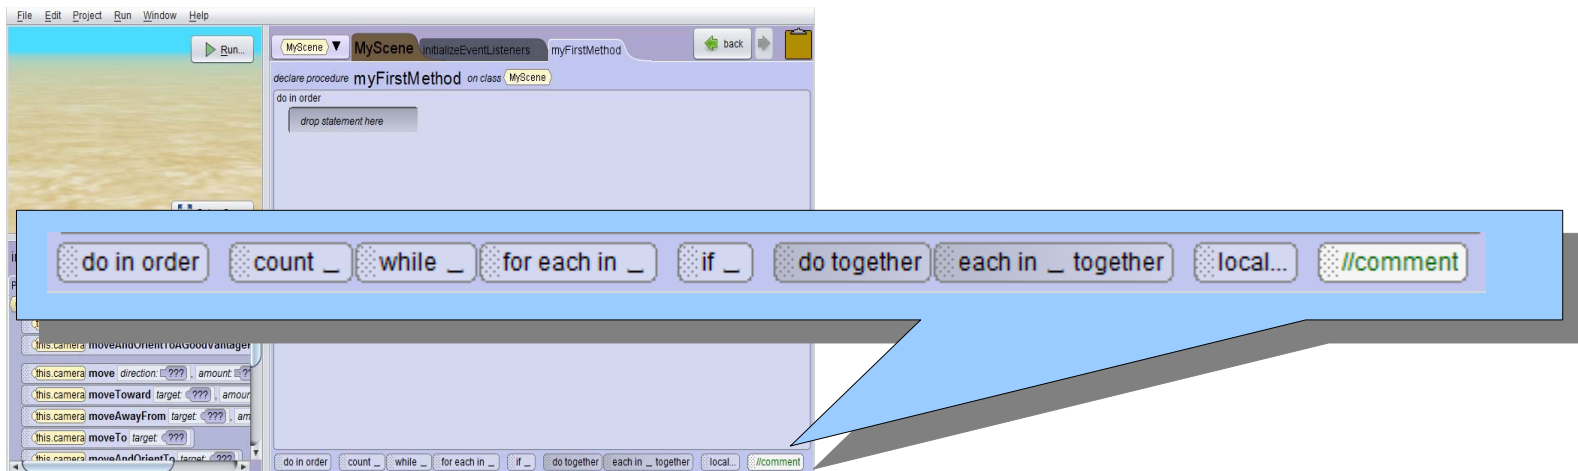 File Edit Project Run Window Help
Run...
MyScene ▼ MyScene initializeEventListeners myFirstMethod back
declare procedure myFirstMethod on class MyScene
do in order
drop statement here
do in order count _ while _ for each in _ if _ do together each in _ together local... //comment
this.camera moveAndOrientToAGoodVantage
this.camera move direction: ??? , amount: ?
this.camera moveToward target: ??? , amour
this.camera moveAwayFrom target: ??? , am
this.camera moveTo target: ???
this.camera moveAndOrientTo target: ???
do in order count _ while _ for each in _ if _ do together each in _ together local... //comment